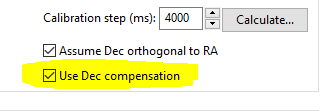 Calibration step (ms): 4000 Calculate...
Assume Dec orthogonal to RA
Use Dec compensation